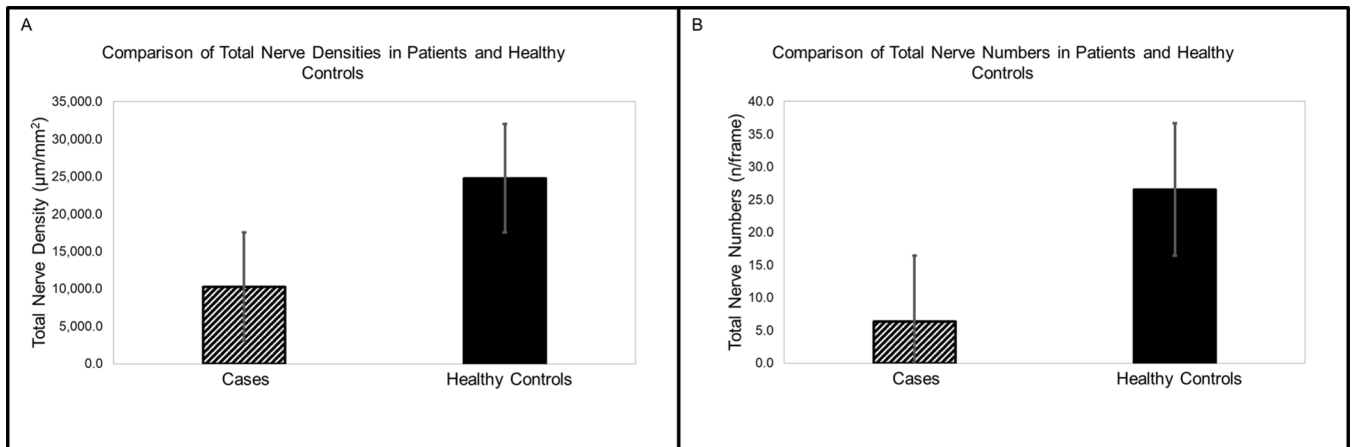 A
Comparison of Total Nerve Densities in Patients and Healthy
Controls
Total Nerve Density (µm/mm²)
35,000.0
30,000.0
25,000.0
20,000.0
15,000.0
10,000.0
5,000.0
0.0
Cases
Healthy Controls
B
Comparison of Total Nerve Numbers in Patients and Healthy
Controls
Total Nerve Numbers (n/frame)
40.0
35.0
30.0
25.0
20.0
15.0
10.0
5.0
0.0
Cases
Healthy Controls